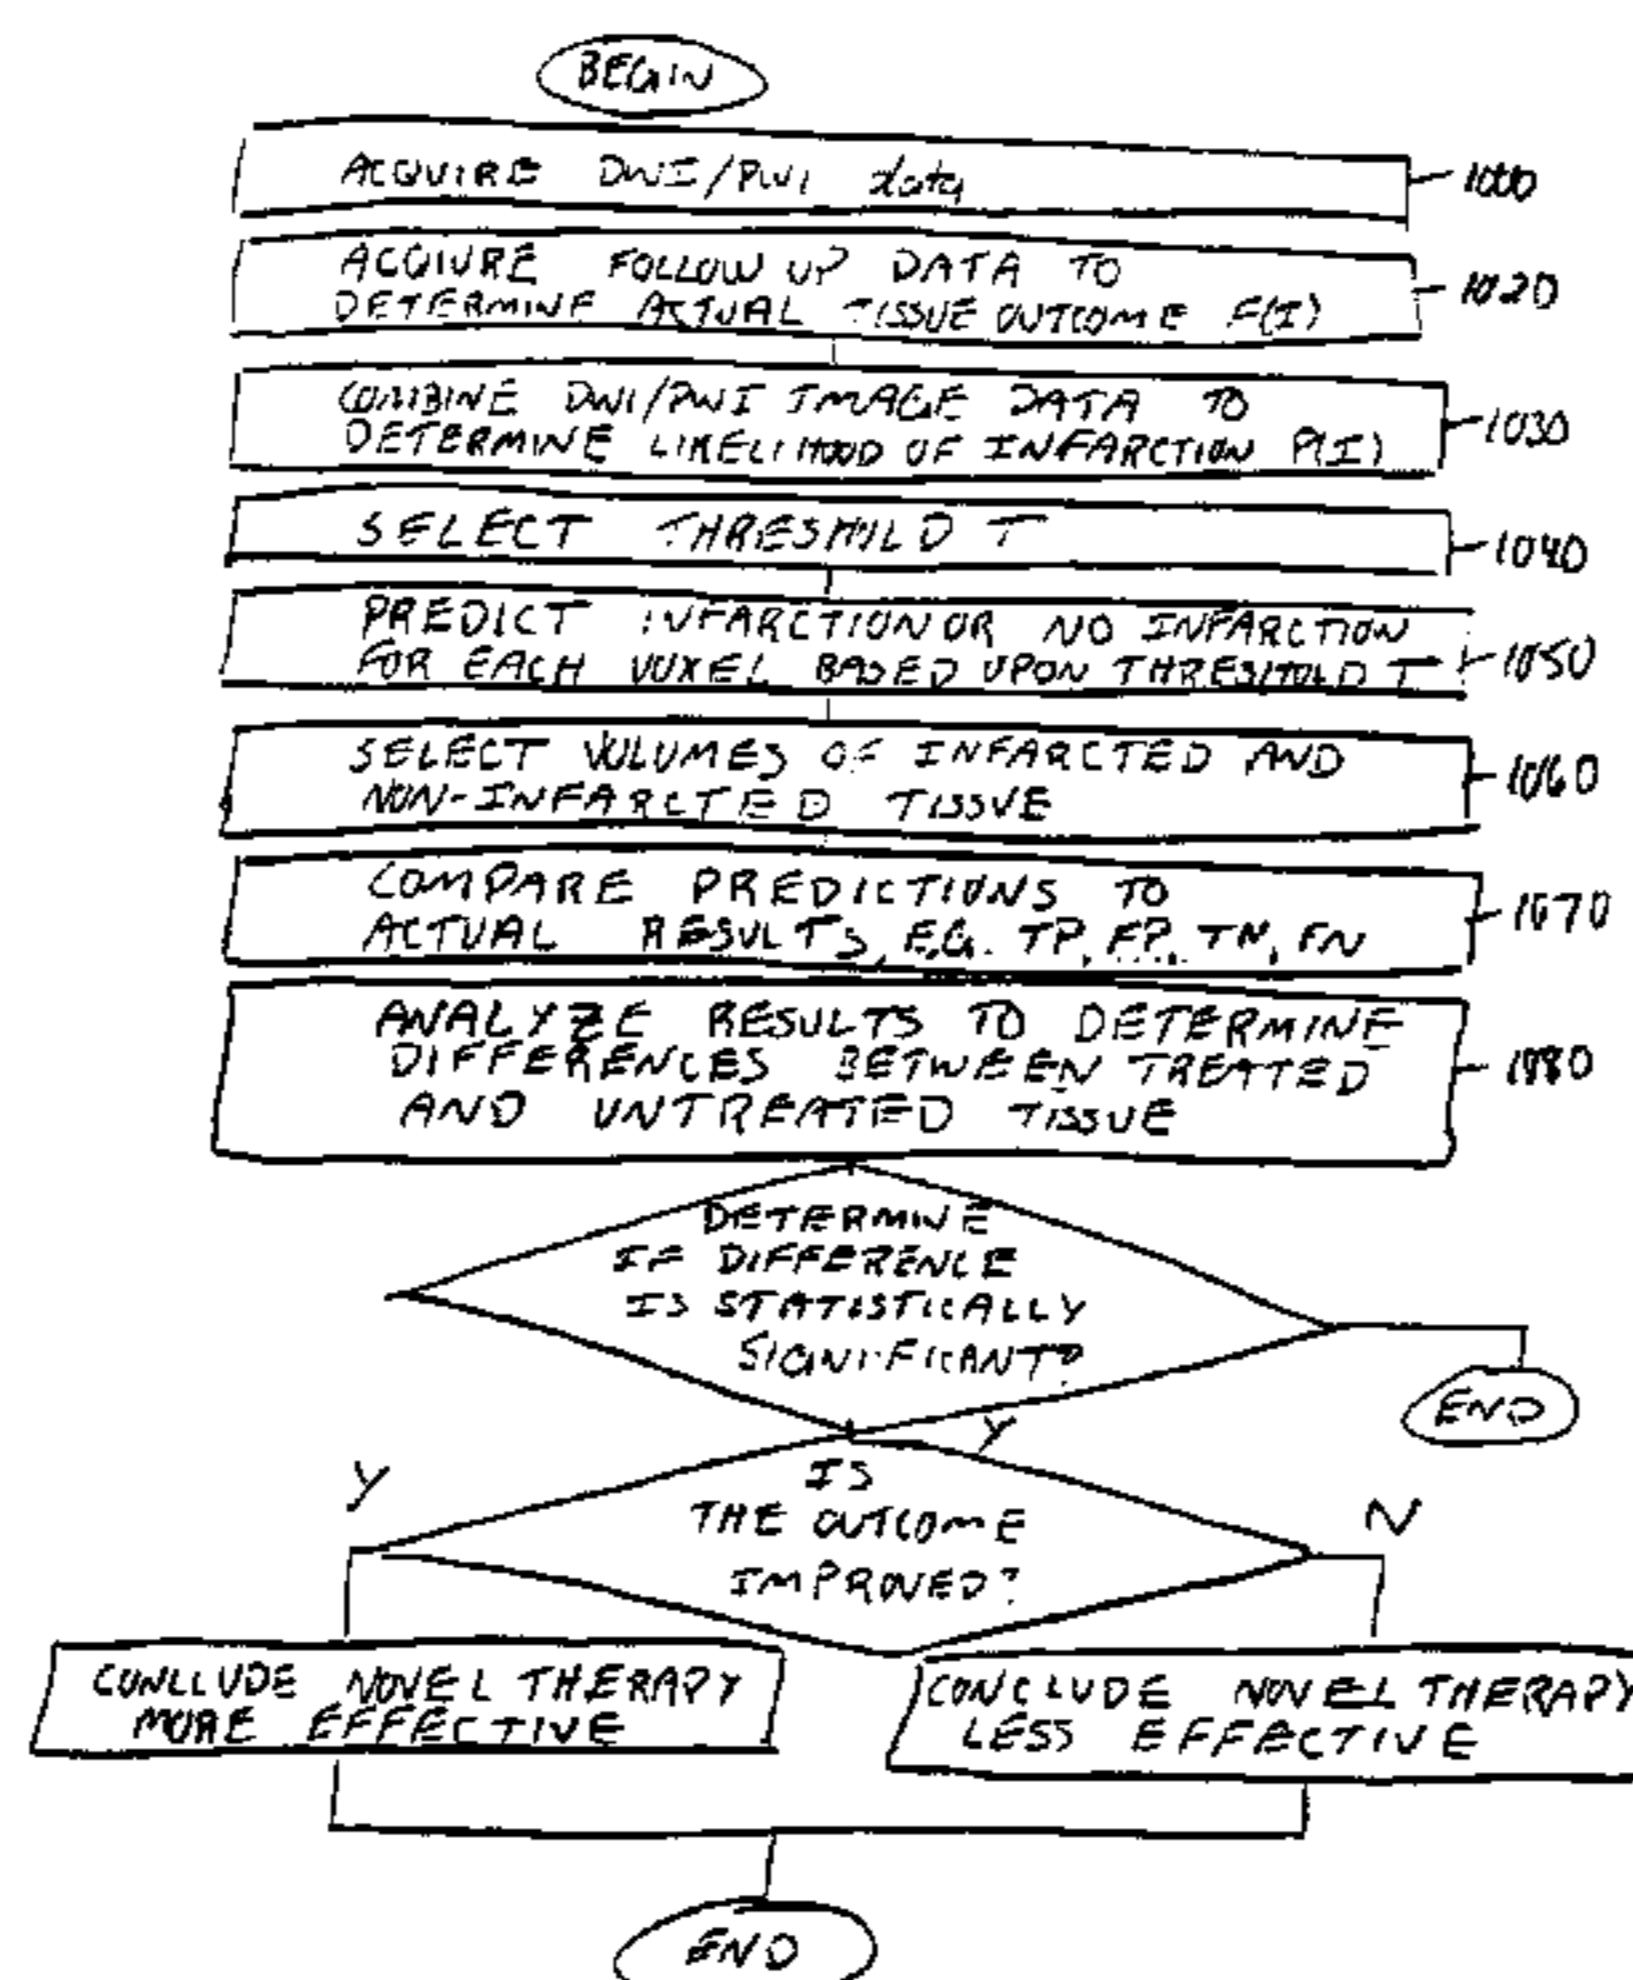 BEGIN
ACQUIRE DWI/PWI data
1000
ACQIURE FOLLOW UP DATA TO
DETERMINE ACTUAL TISSUE OUTCOME F(I)
1020
COMBINE DWI/PWI IMAGE DATA TO
DETERMINE LIKELIHOOD OF INFARCTION P(I)
1030
SELECT THRESHOLD T
1040
PREDICT INFARCTION OR NO INFARCTION
FOR EACH VOXEL BASED UPON THRESHOLD T
1050
SELECT VOLUMES OF INFARCTED AND
NON-INFARCTED TISSUE
1060
COMPARE PREDICTIONS TO
ACTUAL RESULTS, E.G. TP, FP, TN, FN
1070
ANALYZE RESULTS TO DETERMINE
DIFFERENCES BETWEEN TREATED
AND UNTREATED TISSUE
1080
DETERMINE
IF DIFFERENCE
IS STATISTICALLY
SIGNIFICANT?
END
Y
IS
THE OUTCOME
IMPROVED?
Y
N
CONCLUDE NOVEL THERAPY
MORE EFFECTIVE
CONCLUDE NOVEL THERAPY
LESS EFFECTIVE
END